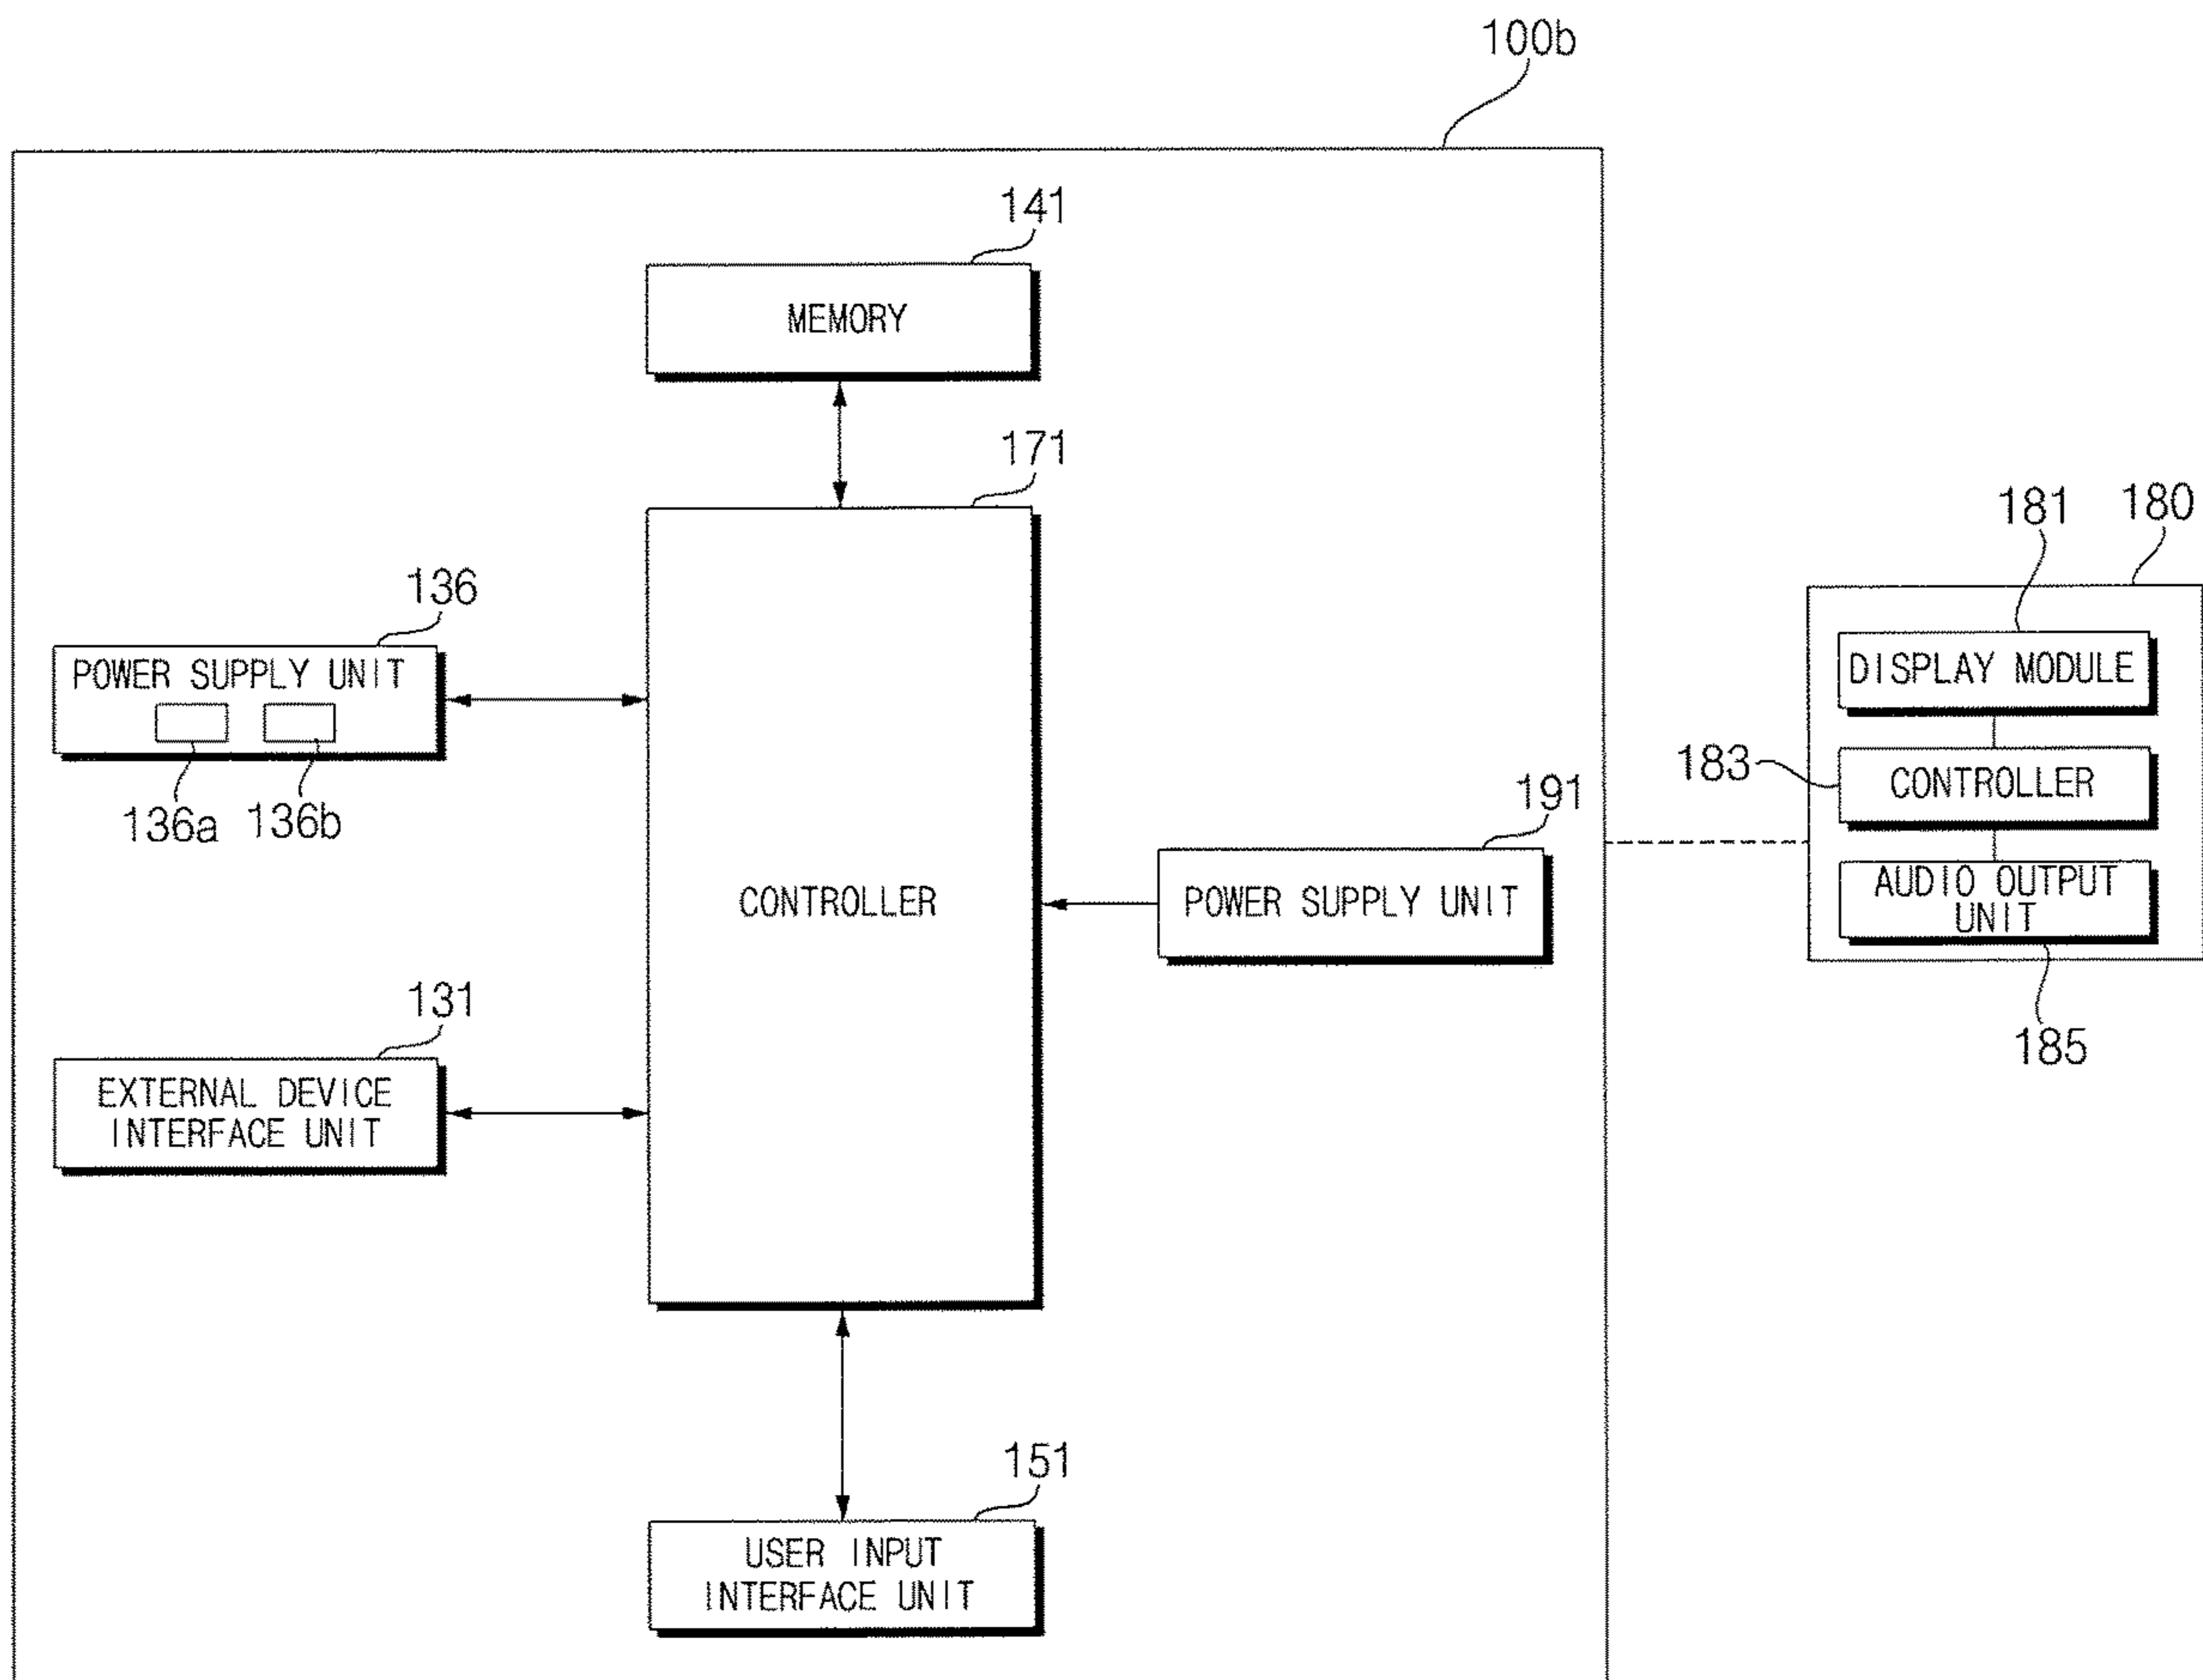 100b
141
MEMORY
171
181
180
136
POWER SUPPLY UNIT
DISPLAY MODULE
183
CONTROLLER
136a
136b
191
CONTROLLER
POWER SUPPLY UNIT
AUDIO OUTPUT
UNIT
131
185
EXTERNAL DEVICE
INTERFACE UNIT
151
USER INPUT
INTERFACE UNIT